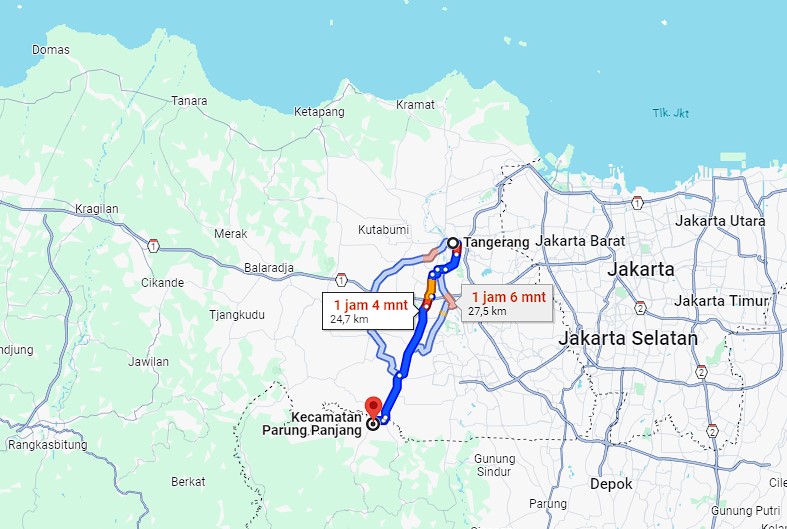 Domas
Tanara
Ketapang
Kramat
Tlk. Jkt
Kragilan
1
Merak
Kutabumi
Tangerang
Jakarta Barat
Jakarta Utara
1
Cikande
Balaradja
1
Jakarta
Tjangkudu
1 jam 4 mnt
24,7 km
1 jam 6 mnt
27,5 km
Jakarta Timur
2
Jakarta Selatan
Jawilan
2
Kecamatan
Parung Panjang
Rangkasbitung
2
Gunung
Sindur
Berkat
Depok
Parung
Gunung Putri